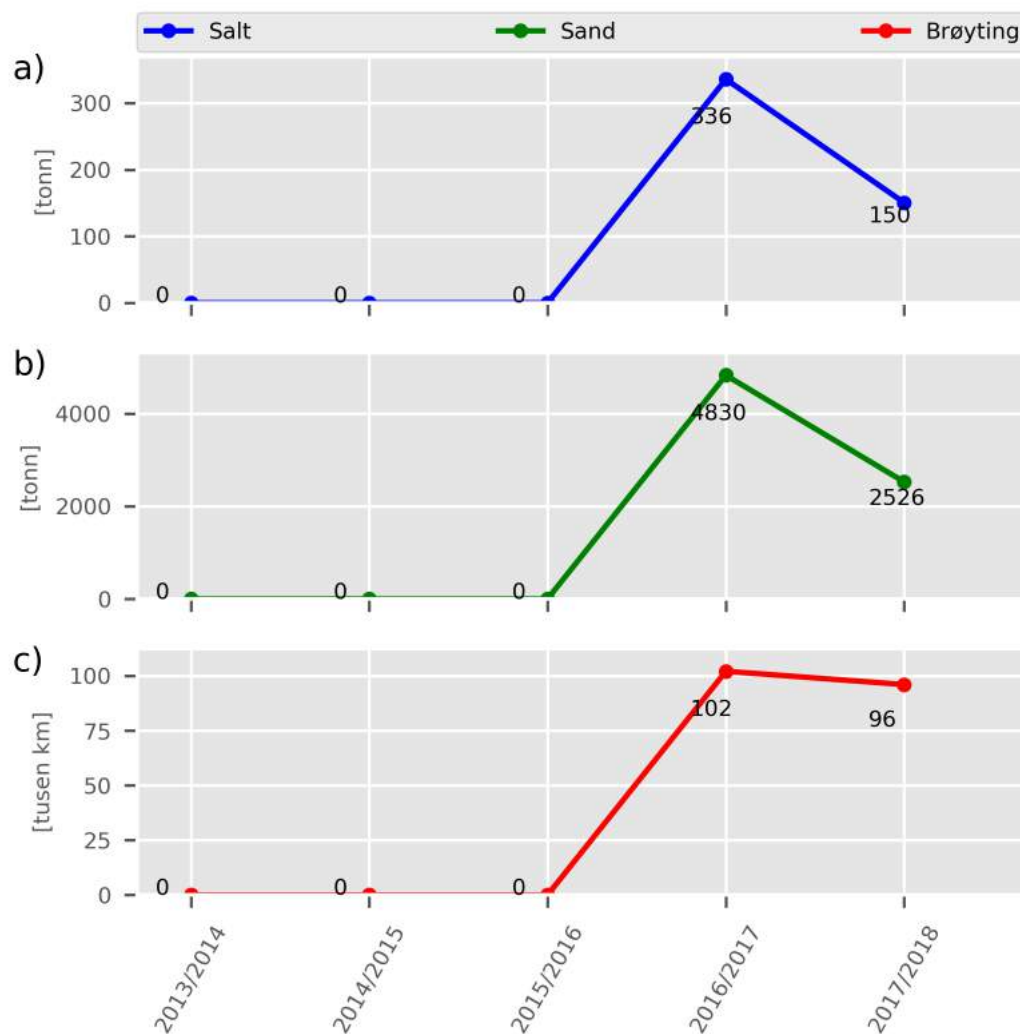 Salt Sand Brøyting
a)
[tonn]
300
200
100
0
0 0 0 336 150
b)
[tonn]
4000
2000
0
0 0 0 4830 2526
c)
[tusen km]
100
75
50
25
0
0 0 0 102 96
2013/2014 2014/2015 2015/2016 2016/2017 2017/2018